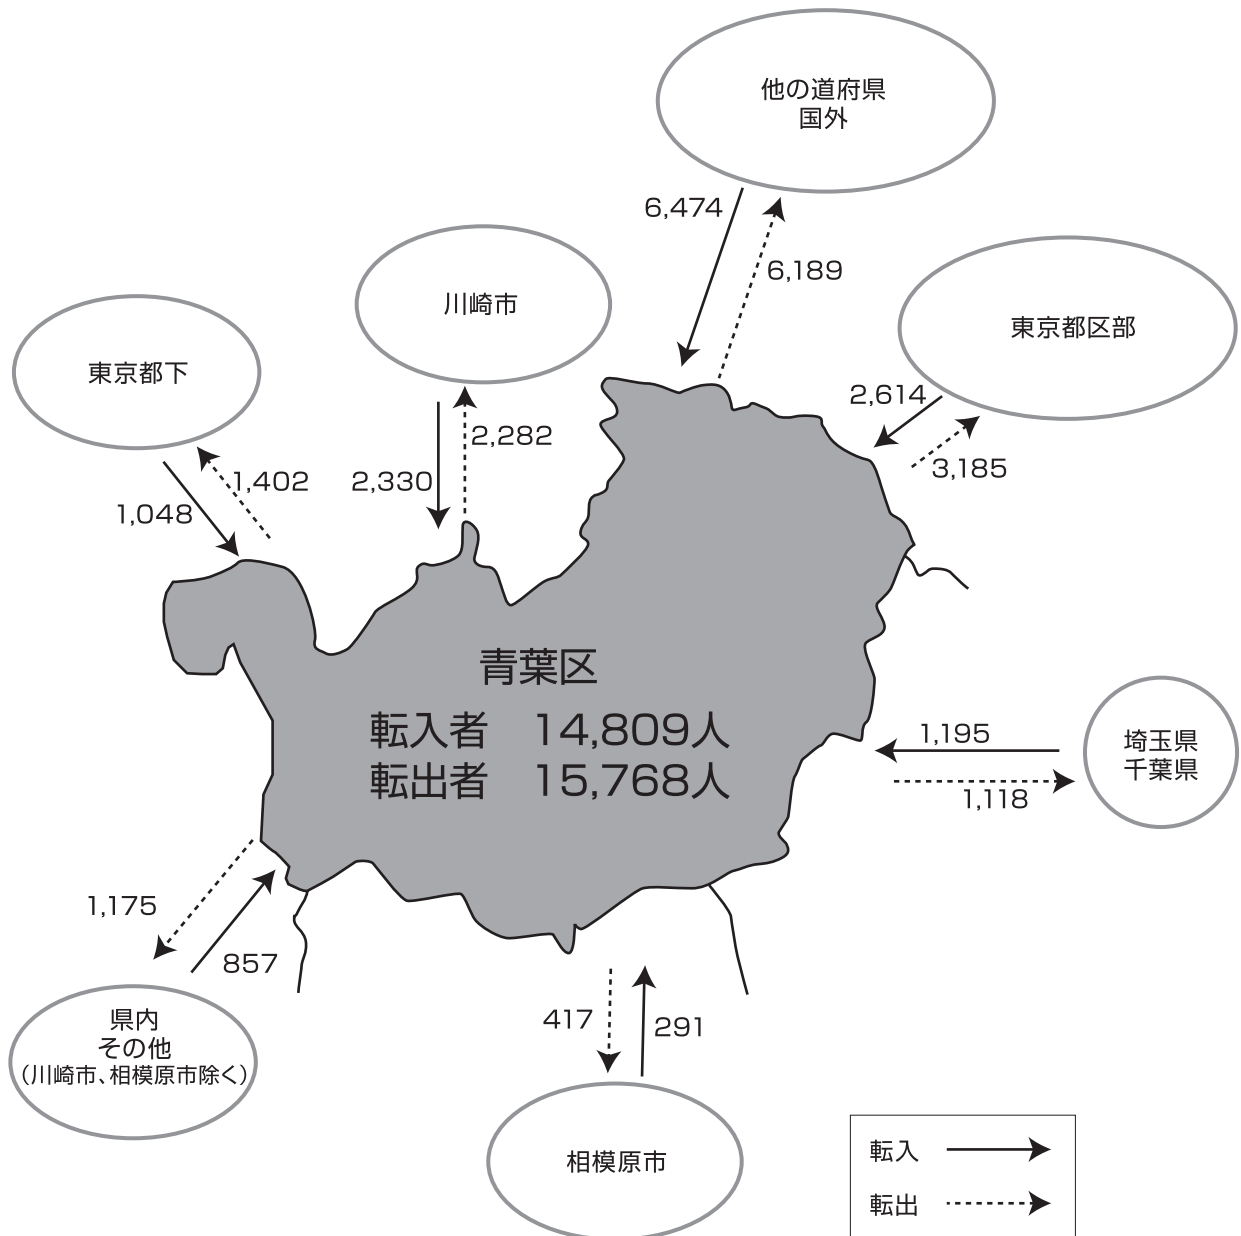 他の道府県
国外
6,474
6,189
川崎市
東京都区部
東京都下
2,614
3,185
2,282
2,330
1,402
1,048
青葉区
転入者　14,809人
転出者　15,768人
1,195
1,118
埼玉県
千葉県
1,175
857
県内
その他
（川崎市、相模原市除く）
417
291
相模原市
転入
転出